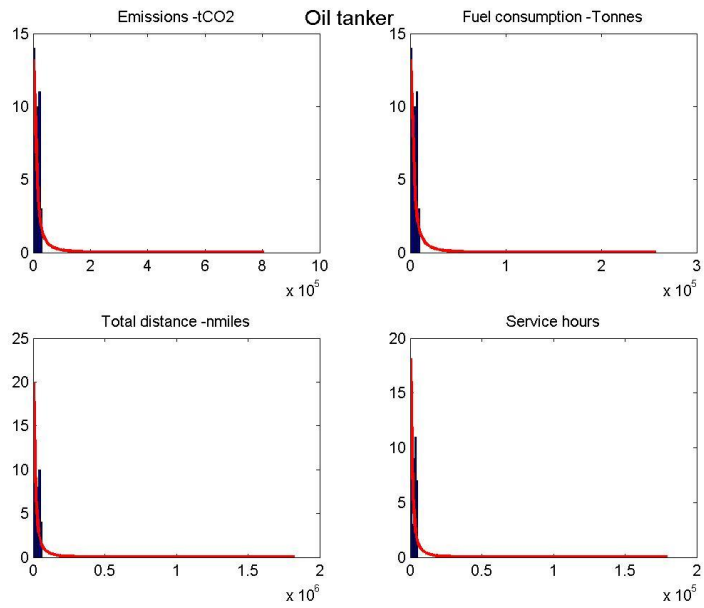 Oil tanker
Emissions -tCO2
15
10
5
0
0 2 4 6 8 10
x 10^5
Fuel consumption -Tonnes
15
10
5
0
0 1 2 3
x 10^5
Total distance -nmiles
25
20
15
10
5
0
0 0.5 1 1.5 2
x 10^6
Service hours
20
15
10
5
0
0 0.5 1 1.5 2
x 10^5